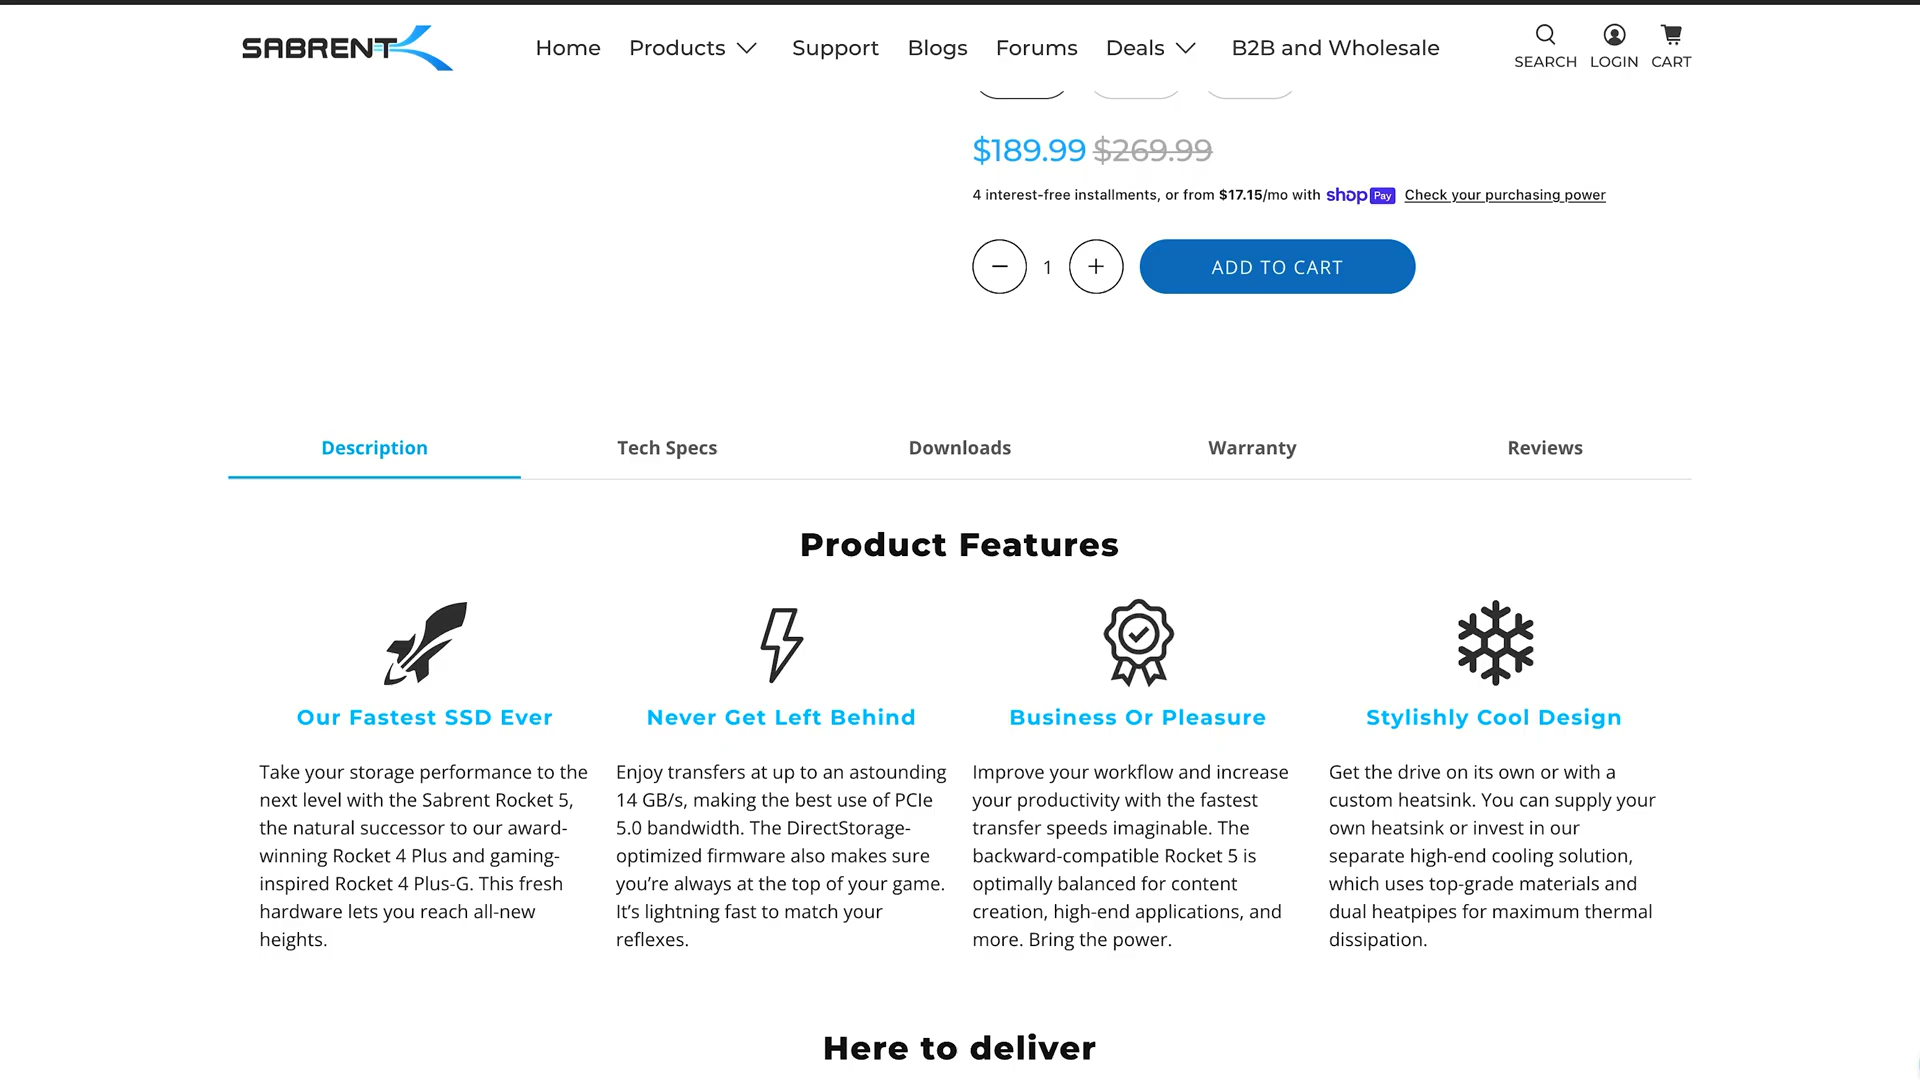 SABRENT
Home Products Support Blogs Forums Deals B2B and Wholesale
SEARCH LOGIN CART
$189.99 $269.99
4 interest-free installments, or from $17.15/mo with shop Pay Check your purchasing power
1
ADD TO CART
Description Tech Specs Downloads Warranty Reviews
Product Features
Our Fastest SSD Ever
Take your storage performance to the
next level with the Sabrent Rocket 5,
the natural successor to our award-
winning Rocket 4 Plus and gaming-
inspired Rocket 4 Plus-G. This fresh
hardware lets you reach all-new
heights.
Never Get Left Behind
Enjoy transfers at up to an astounding
14 GB/s, making the best use of PCIe
5.0 bandwidth. The DirectStorage-
optimized firmware also makes sure
you’re always at the top of your game.
It’s lightning fast to match your
reflexes.
Business Or Pleasure
Improve your workflow and increase
your productivity with the fastest
transfer speeds imaginable. The
backward-compatible Rocket 5 is
optimally balanced for content
creation, high-end applications, and
more. Bring the power.
Stylishly Cool Design
Get the drive on its own or with a
custom heatsink. You can supply your
own heatsink or invest in our
separate high-end cooling solution,
which uses top-grade materials and
dual heatpipes for maximum thermal
dissipation.
Here to deliver